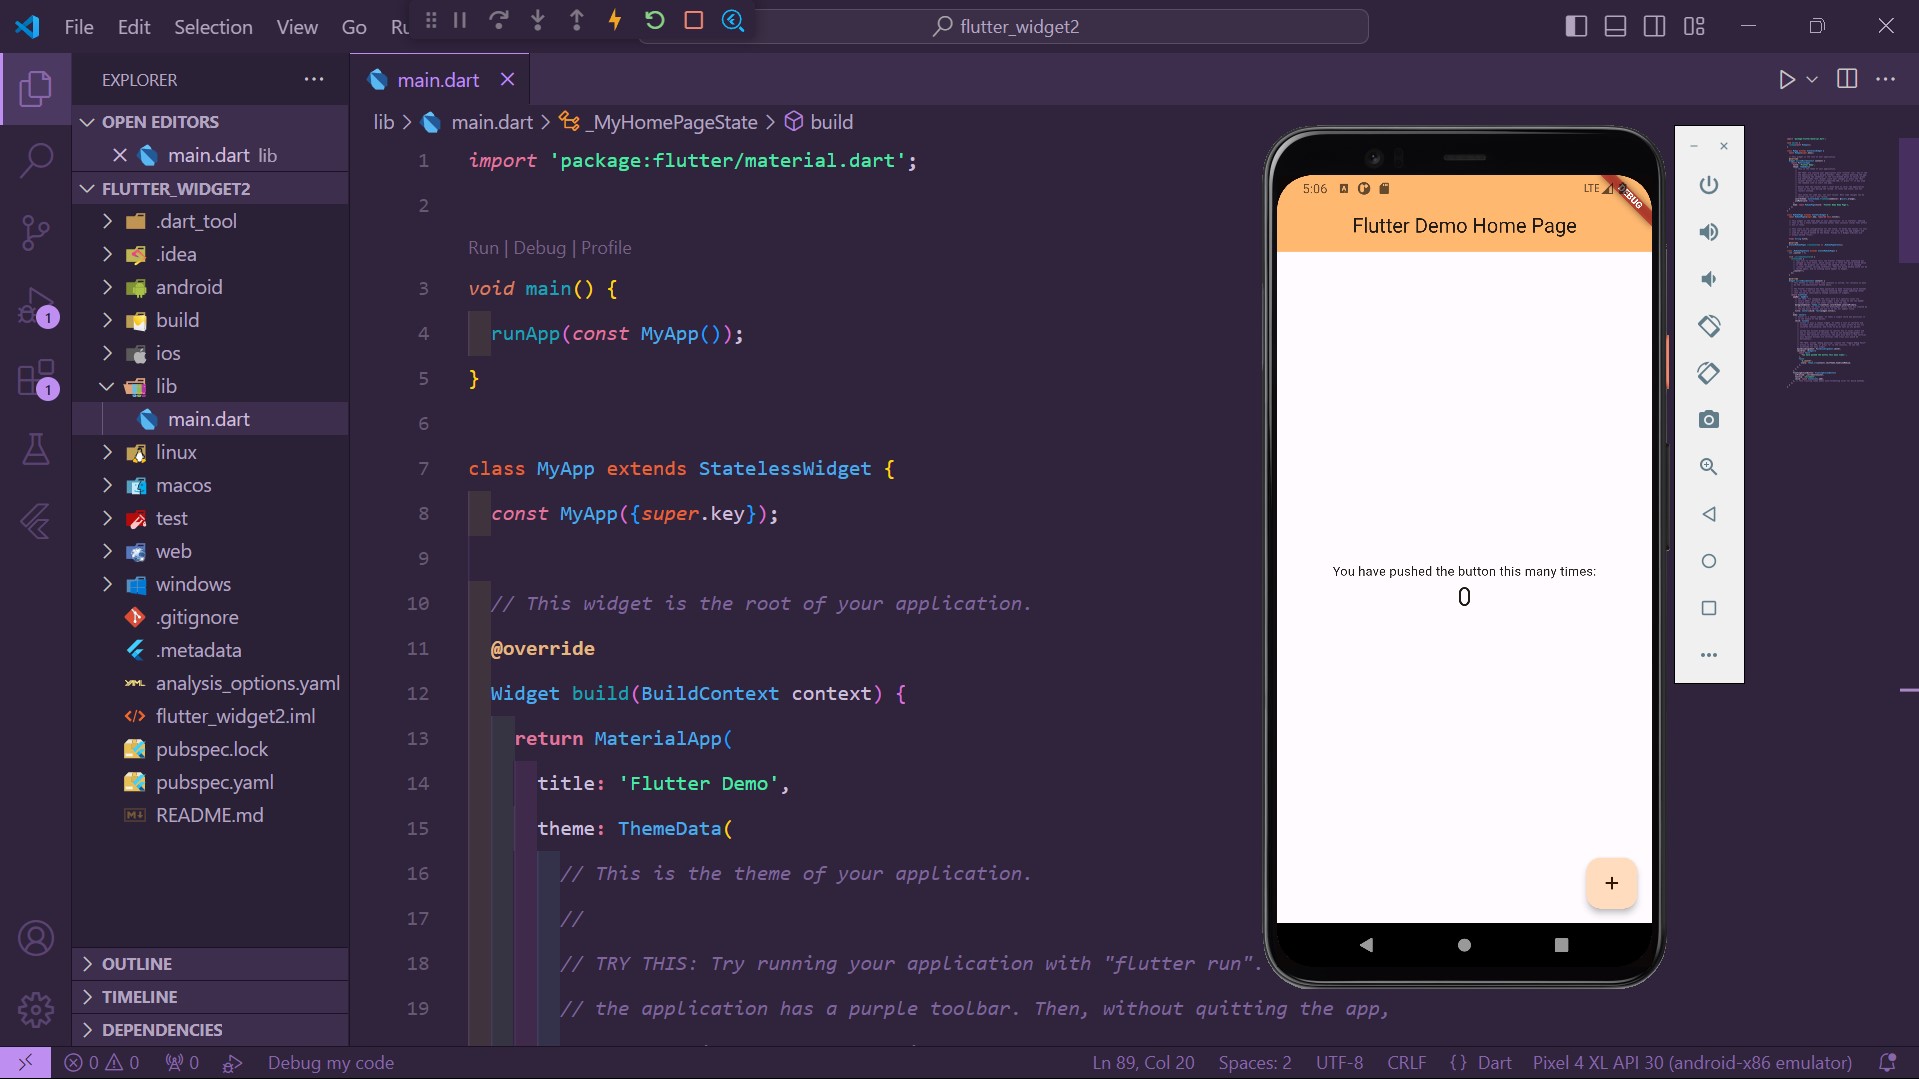 File Edit Selection View Go Ru
flutter_widget2
EXPLORER
main.dart
OPEN EDITORS
main.dart lib
FLUTTER_WIDGET2
.dart_tool
.idea
android
build
ios
lib
main.dart
linux
macos
test
web
windows
.gitignore
.metadata
analysis_options.yaml
flutter_widget2.iml
pubspec.lock
pubspec.yaml
README.md
OUTLINE
TIMELINE
DEPENDENCIES
1
1
lib > main.dart > _MyHomePageState > build
1 import 'package:flutter/material.dart';
2
Run | Debug | Profile
3 void main() {
4 runApp(const MyApp());
5 }
6
7 class MyApp extends StatelessWidget {
8 const MyApp({super.key});
9
10 // This widget is the root of your application.
11 @override
12 Widget build(BuildContext context) {
13 return MaterialApp(
14 title: 'Flutter Demo',
15 theme: ThemeData(
16 // This is the theme of your application.
17 //
18 // TRY THIS: Try running your application with "flutter run".
19 // the application has a purple toolbar. Then, without quitting the app,
5:06 LTE
DEBUG
Flutter Demo Home Page
You have pushed the button this many times:
0
+
0 0 0 Debug my code
Ln 89, Col 20 Spaces: 2 UTF-8 CRLF {} Dart Pixel 4 XL API 30 (android-x86 emulator)